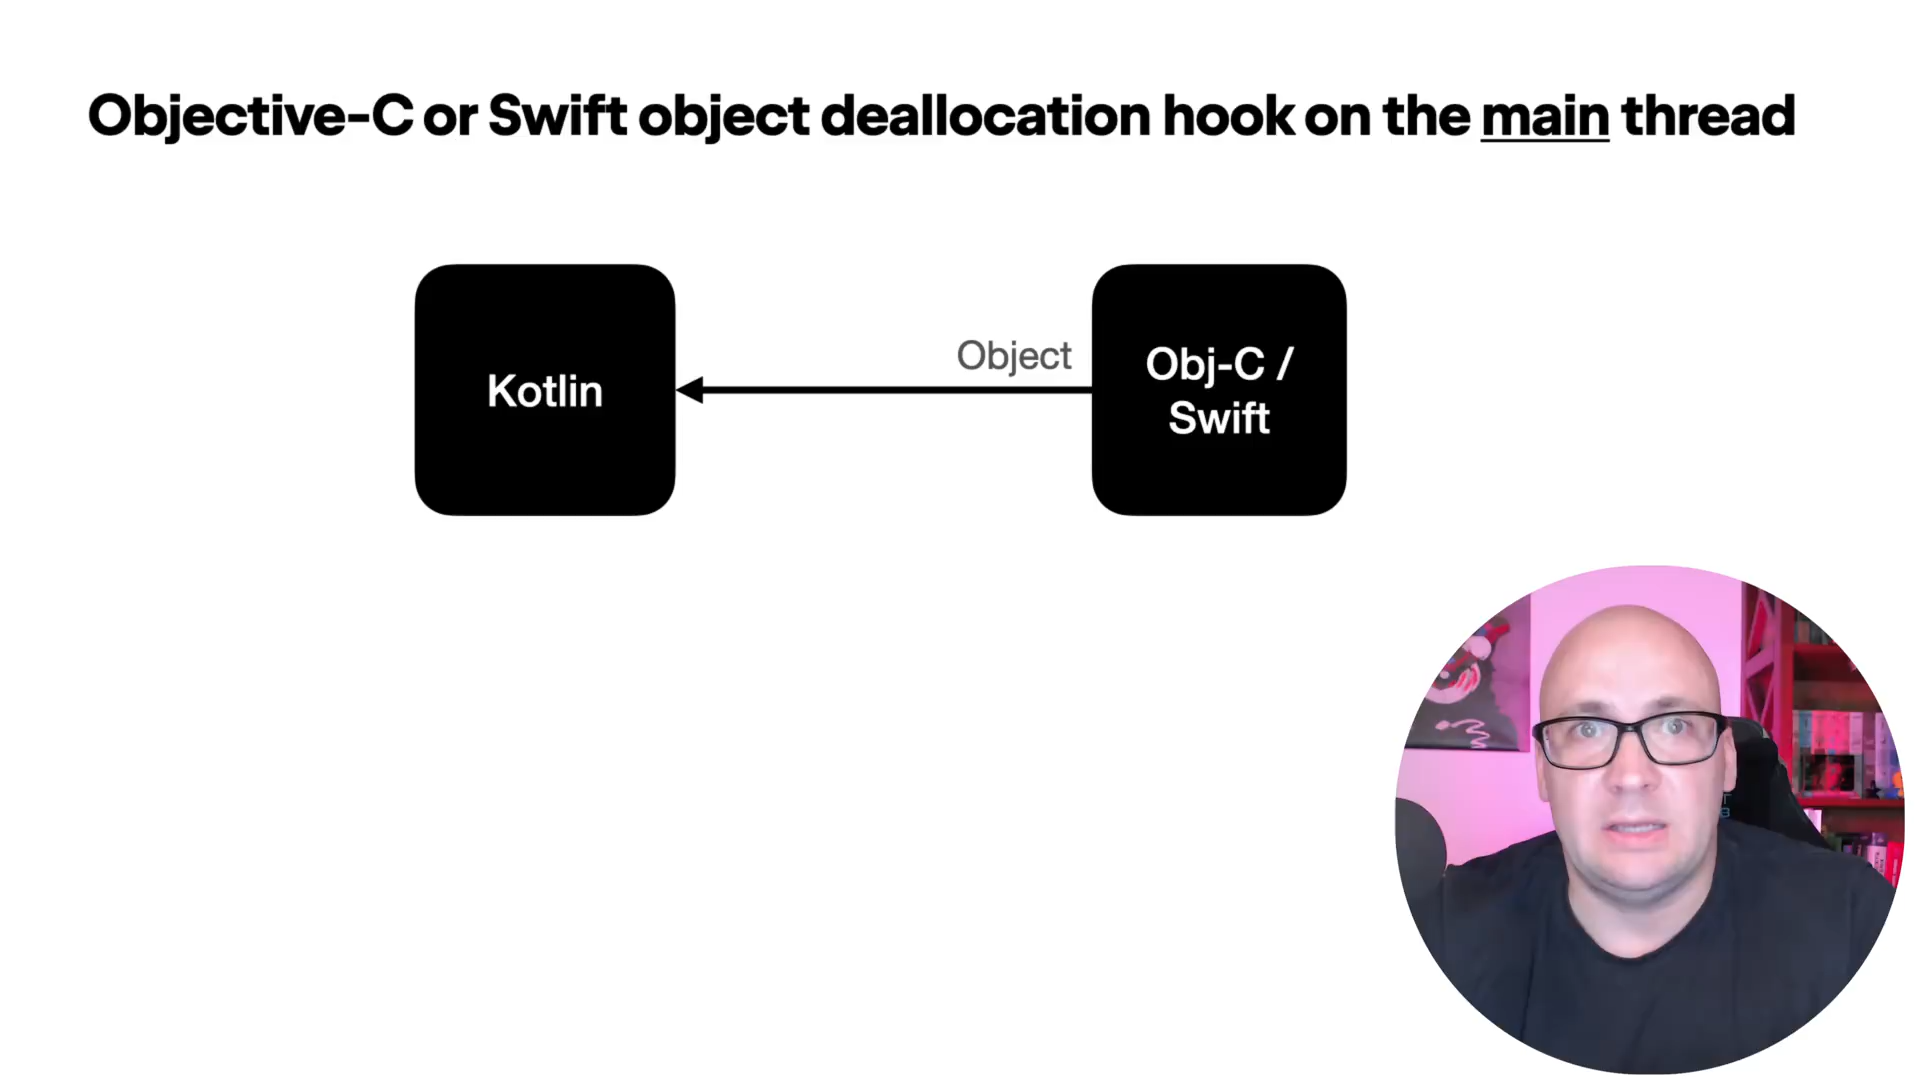 Objective-C or Swift object deallocation hook on the main thread
Kotlin
Object
Obj-C /
Swift